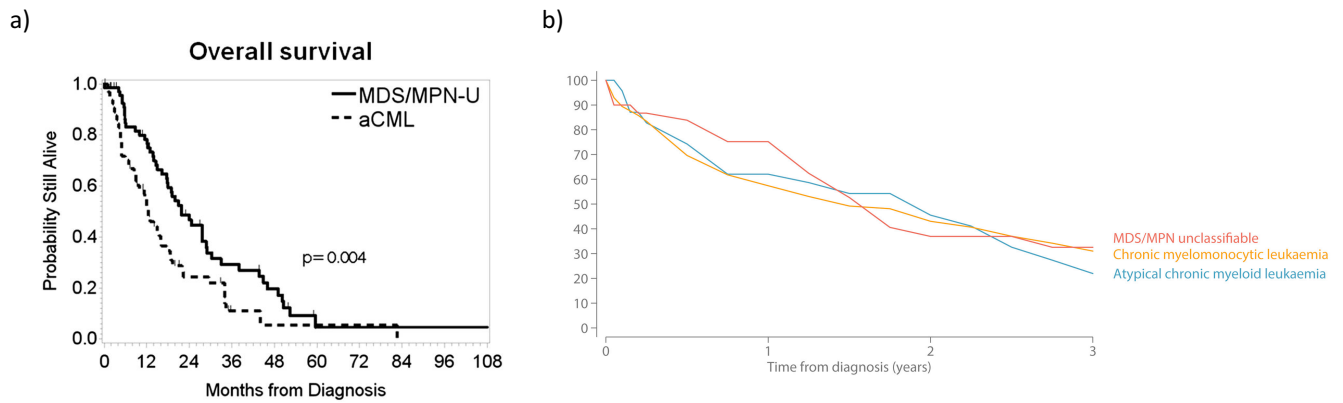 a)
Overall survival
1.0
0.8
0.6
0.4
0.2
0.0
Probability Still Alive
MDS/MPN-U
aCML
p=0.004
0 12 24 36 48 60 72 84 96 108
Months from Diagnosis
b)
100
90
80
70
60
50
40
30
20
10
0
0 1 2 3
Time from diagnosis (years)
MDS/MPN unclassifiable
Chronic myelomonocytic leukaemia
Atypical chronic myeloid leukaemia